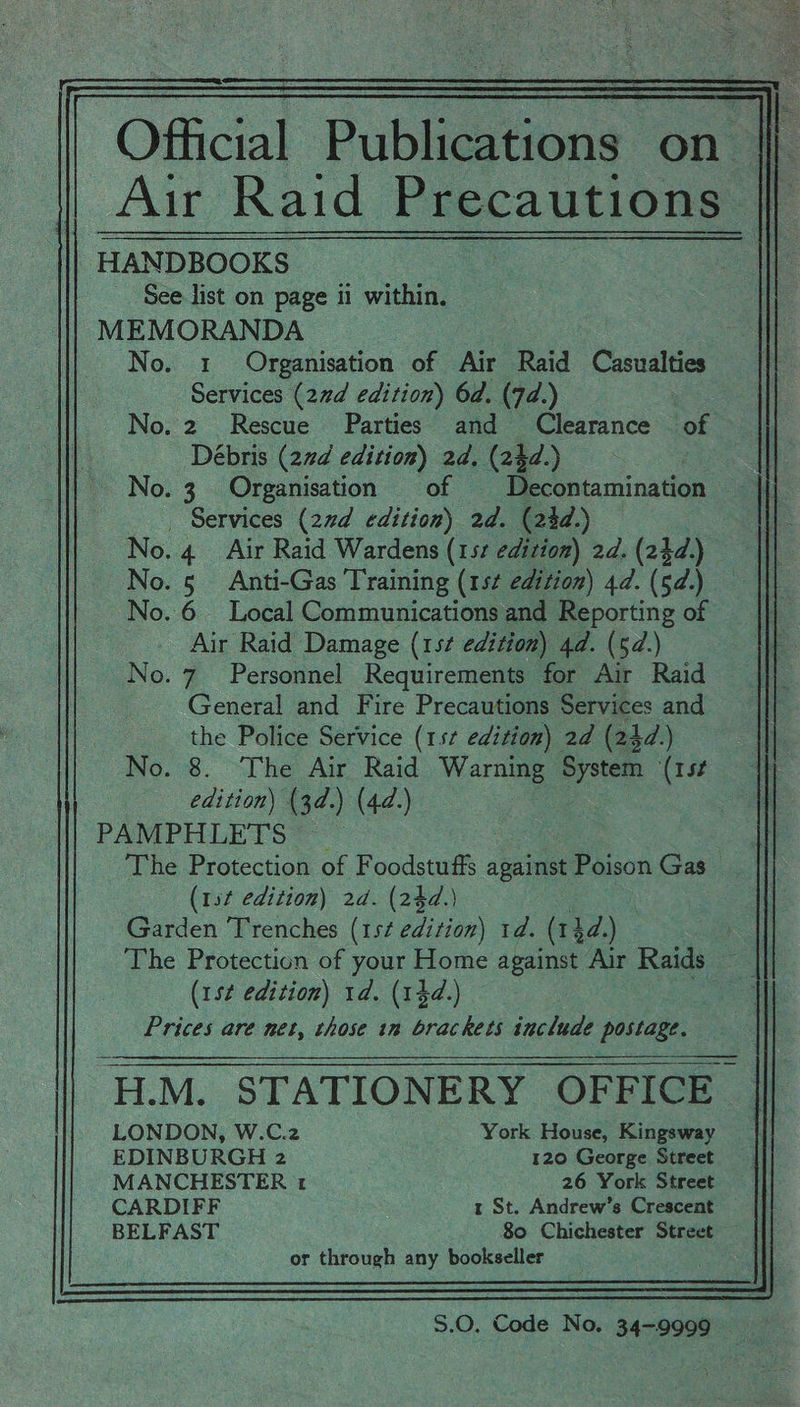 Official Publications on
Air Raid Precautions
HANDBOOKS
See list on page ii within.
MEMORANDA
No. 1 Organisation of Air Raid Casualties
Services (2nd edition) 6d. (7d.)
No. 2 Rescue Parties and Clearance of
Débris (2nd edition) 2d. (2½d.)
No. 3 Organisation of Decontamination
Services (2nd edition) 2d. (2½d.)
No. 4 Air Raid Wardens (1st edition) 2d. (2½d.)
No. 5 Anti-Gas Training (1st edition) 4d. (5d.)
No. 6 Local Communications and Reporting of
Air Raid Damage (1st edition) 4d. (5d.)
No. 7 Personnel Requirements for Air Raid
General and Fire Precautions Services and
the Police Service (1st edition) 2d (2½d.)
No. 8. The Air Raid Warning System (1st
edition) (3d.) (4d.)
PAMPHLETS
The Protection of Foodstuffs against Poison Gas
(1st edition) 2d. (2½d.)
Garden Trenches (1st edition) 1d. (1½d.)
The Protection of your Home against Air Raids
(1st edition) 1d. (1½d.)
Prices are net, those in brackets include postage.
H.M. STATIONERY OFFICE
LONDON, W.C.2 York House, Kingsway
EDINBURGH 2 120 George Street
MANCHESTER 1 26 York Street
CARDIFF 1 St. Andrew's Crescent
BELFAST 80 Chichester Street
or through any bookseller
S.O. Code No. 34-9999